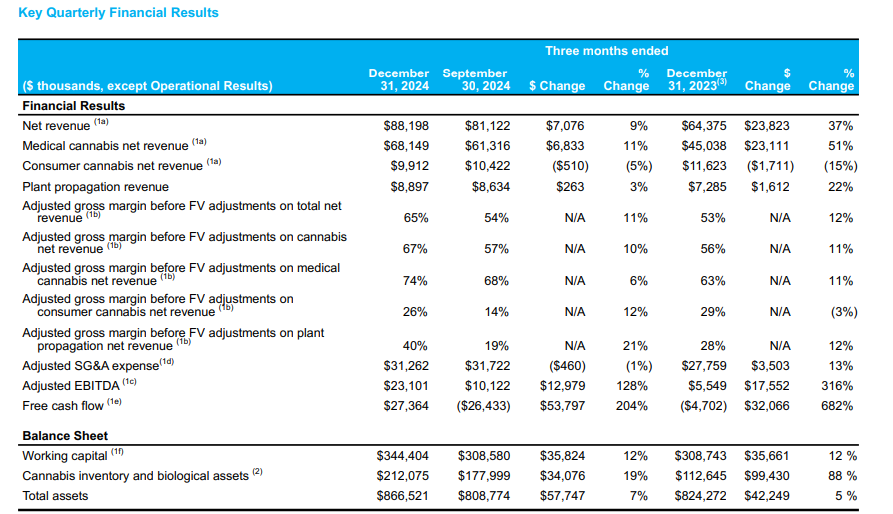 Key Quarterly Financial Results
Three months ended
($ thousands, except Operational Results) December 31, 2024 September 30, 2024 $ Change % Change December 31, 2023(3) $ Change % Change
Financial Results
Net revenue (1a) $88,198 $81,122 $7,076 9% $64,375 $23,823 37%
Medical cannabis net revenue (1a) $68,149 $61,316 $6,833 11% $45,038 $23,111 51%
Consumer cannabis net revenue (1a) $9,912 $10,422 ($510) (5%) $11,623 ($1,711) (15%)
Plant propagation revenue $8,897 $8,634 $263 3% $7,285 $1,612 22%
Adjusted gross margin before FV adjustments on total net
revenue (1b) 65% 54% N/A 11% 53% N/A 12%
Adjusted gross margin before FV adjustments on cannabis
net revenue (1b) 67% 57% N/A 10% 56% N/A 11%
Adjusted gross margin before FV adjustments on medical
cannabis net revenue (1b) 74% 68% N/A 6% 63% N/A 11%
Adjusted gross margin before FV adjustments on
consumer cannabis net revenue (1b) 26% 14% N/A 12% 29% N/A (3%)
Adjusted gross margin before FV adjustments on plant
propagation net revenue (1b) 40% 19% N/A 21% 28% N/A 12%
Adjusted SG&A expense(1d) $31,262 $31,722 ($460) (1%) $27,759 $3,503 13%
Adjusted EBITDA (1c) $23,101 $10,122 $12,979 128% $5,549 $17,552 316%
Free cash flow (1e) $27,364 ($26,433) $53,797 204% ($4,702) $32,066 682%
Balance Sheet
Working capital (1f) $344,404 $308,580 $35,824 12% $308,743 $35,661 12 %
Cannabis inventory and biological assets (2) $212,075 $177,999 $34,076 19% $112,645 $99,430 88 %
Total assets $866,521 $808,774 $57,747 7% $824,272 $42,249 5 %